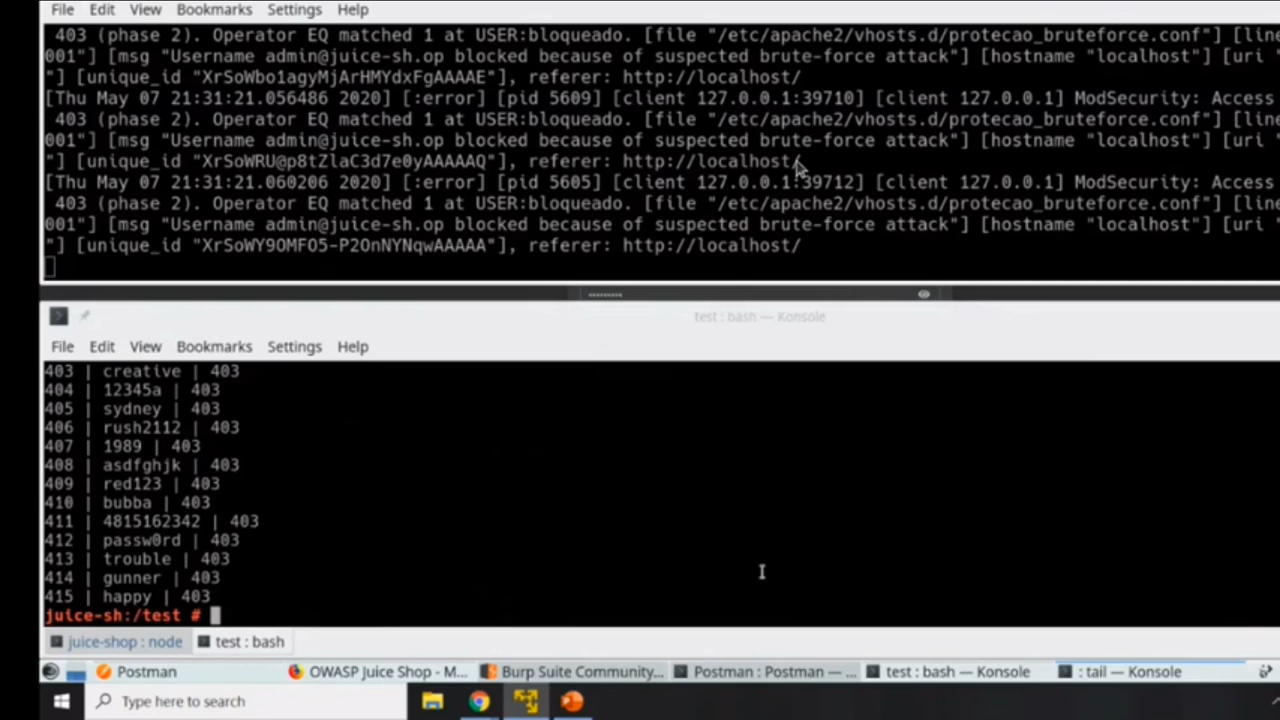 File Edit View Bookmarks Settings Help
403 (phase 2). Operator EQ matched 1 at USER:bloqueado. [file "/etc/apache2/vhosts.d/protecao_bruteforce.conf"] [line
001"] [msg "Username admin@juice-sh.op blocked because of suspected brute-force attack"] [hostname "localhost"] [uri
"] [unique_id "XrSoWbo1agyMjArHMYdxFgAAAAE"], referer: http://localhost/
[Thu May 07 21:31:21.056486 2020] [:error] [pid 5609] [client 127.0.0.1:39710] [client 127.0.0.1] ModSecurity: Access
403 (phase 2). Operator EQ matched 1 at USER:bloqueado. [file "/etc/apache2/vhosts.d/protecao_bruteforce.conf"] [line
001"] [msg "Username admin@juice-sh.op blocked because of suspected brute-force attack"] [hostname "localhost"] [uri
"] [unique_id "XrSoWRU@p8tZlaC3d7e0yAAAAAQ"], referer: http://localhost/
[Thu May 07 21:31:21.060206 2020] [:error] [pid 5605] [client 127.0.0.1:39712] [client 127.0.0.1] ModSecurity: Access
403 (phase 2). Operator EQ matched 1 at USER:bloqueado. [file "/etc/apache2/vhosts.d/protecao_bruteforce.conf"] [line
001"] [msg "Username admin@juice-sh.op blocked because of suspected brute-force attack"] [hostname "localhost"] [uri
"] [unique_id "XrSoWY9OMFO5-P2OnNYNqwAAAAA"], referer: http://localhost/
test : bash — Konsole
File Edit View Bookmarks Settings Help
403 | creative | 403
404 | 12345a | 403
405 | sydney | 403
406 | rush2112 | 403
407 | 1989 | 403
408 | asdfghjk | 403
409 | red123 | 403
410 | bubba | 403
411 | 4815162342 | 403
412 | passw0rd | 403
413 | trouble | 403
414 | gunner | 403
415 | happy | 403
juice-sh:/test #
juice-shop : node test : bash
Postman OWASP Juice Shop - M... Burp Suite Community... Postman : Postman — ... test : bash — Konsole : tail — Konsole
Type here to search